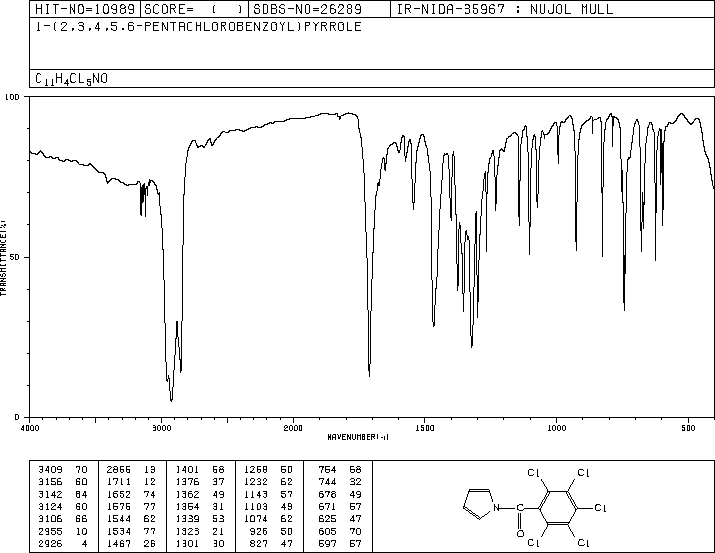 HIT-NO=10989 SCORE= ( ) SDBS-NO=26289 IR-NIDA-35967 : NUJOL MULL
1-(2,3,4,5,6-PENTACHLOROBENZOYL)PYRROLE
C11H4CL5NO
100
50
0
TRANSMITTANCE(%)
4000 3000 2000 1500 1000 500
WAVENUMBER(-1)
3409 70 2866 13 1401 58 1268 50 754 68
3156 60 1711 12 1376 37 1232 62 744 32
3142 64 1652 74 1362 49 1143 57 678 49
3124 60 1576 77 1354 31 1103 49 671 57
3106 66 1544 62 1339 53 1074 62 625 47
2955 10 1534 77 1323 21 926 50 605 70
2926 4 1467 26 1301 30 827 47 597 57
Cl Cl
N C Cl
O
Cl Cl